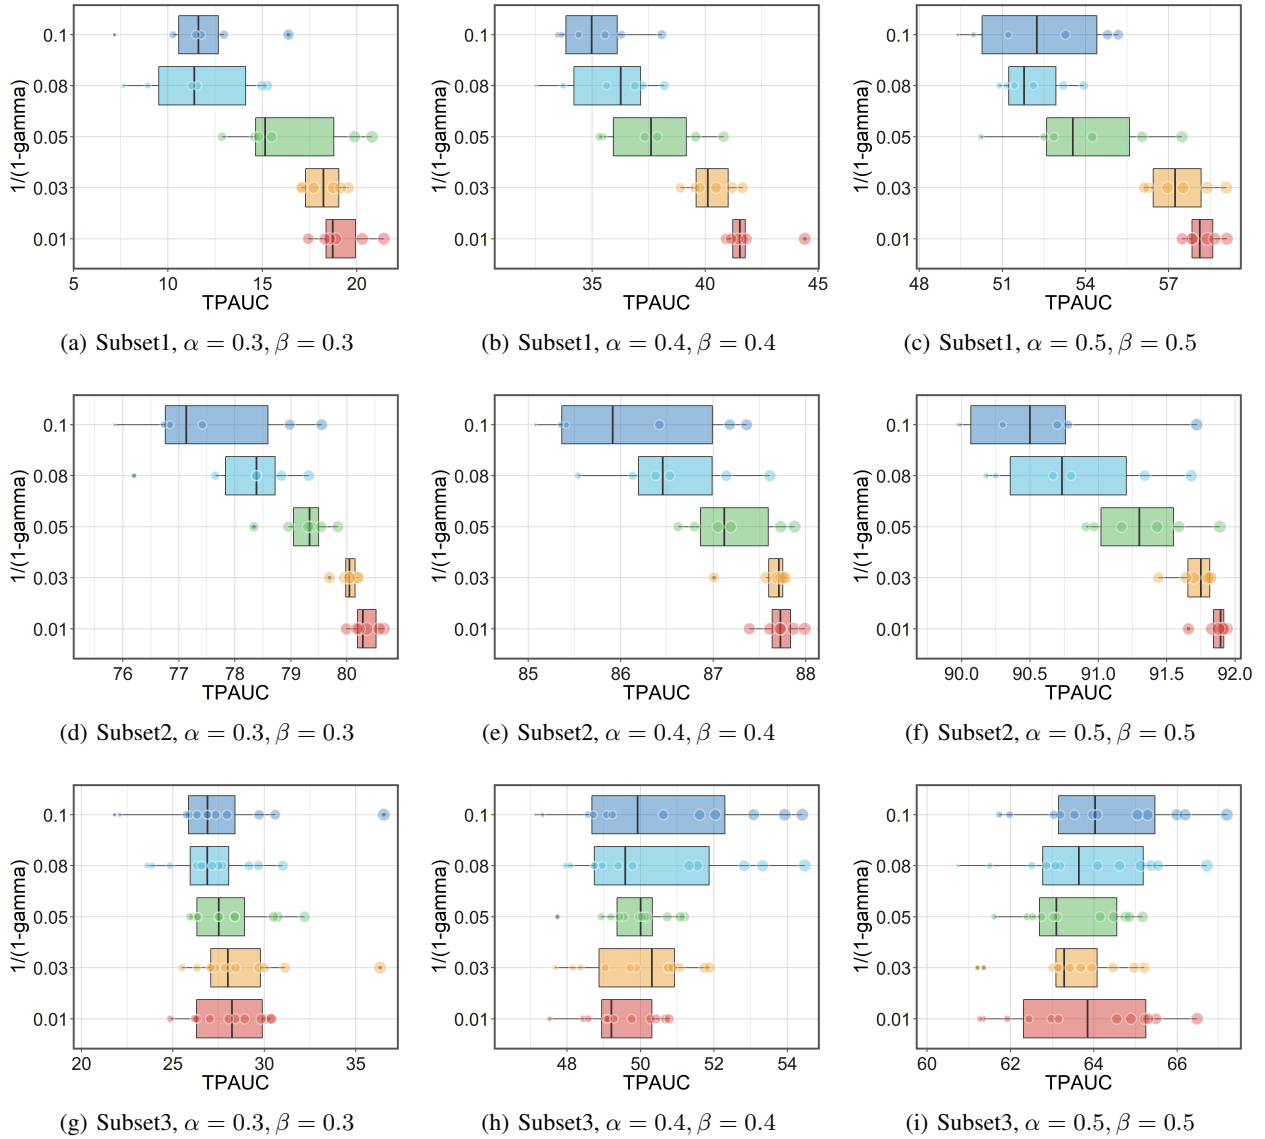 1/(1-gamma)
0.1
0.08
0.05
0.03
0.01
5 10 15 20
TPAUC
(a) Subset1, α = 0.3, β = 0.3
1/(1-gamma)
0.1
0.08
0.05
0.03
0.01
35 40 45
TPAUC
(b) Subset1, α = 0.4, β = 0.4
1/(1-gamma)
0.1
0.08
0.05
0.03
0.01
48 51 54 57
TPAUC
(c) Subset1, α = 0.5, β = 0.5
1/(1-gamma)
0.1
0.08
0.05
0.03
0.01
76 77 78 79 80
TPAUC
(d) Subset2, α = 0.3, β = 0.3
1/(1-gamma)
0.1
0.08
0.05
0.03
0.01
85 86 87 88
TPAUC
(e) Subset2, α = 0.4, β = 0.4
1/(1-gamma)
0.1
0.08
0.05
0.03
0.01
90.0 90.5 91.0 91.5 92.0
TPAUC
(f) Subset2, α = 0.5, β = 0.5
1/(1-gamma)
0.1
0.08
0.05
0.03
0.01
20 25 30 35
TPAUC
(g) Subset3, α = 0.3, β = 0.3
1/(1-gamma)
0.1
0.08
0.05
0.03
0.01
48 50 52 54
TPAUC
(h) Subset3, α = 0.4, β = 0.4
1/(1-gamma)
0.1
0.08
0.05
0.03
0.01
60 62 64 66
TPAUC
(i) Subset3, α = 0.5, β = 0.5